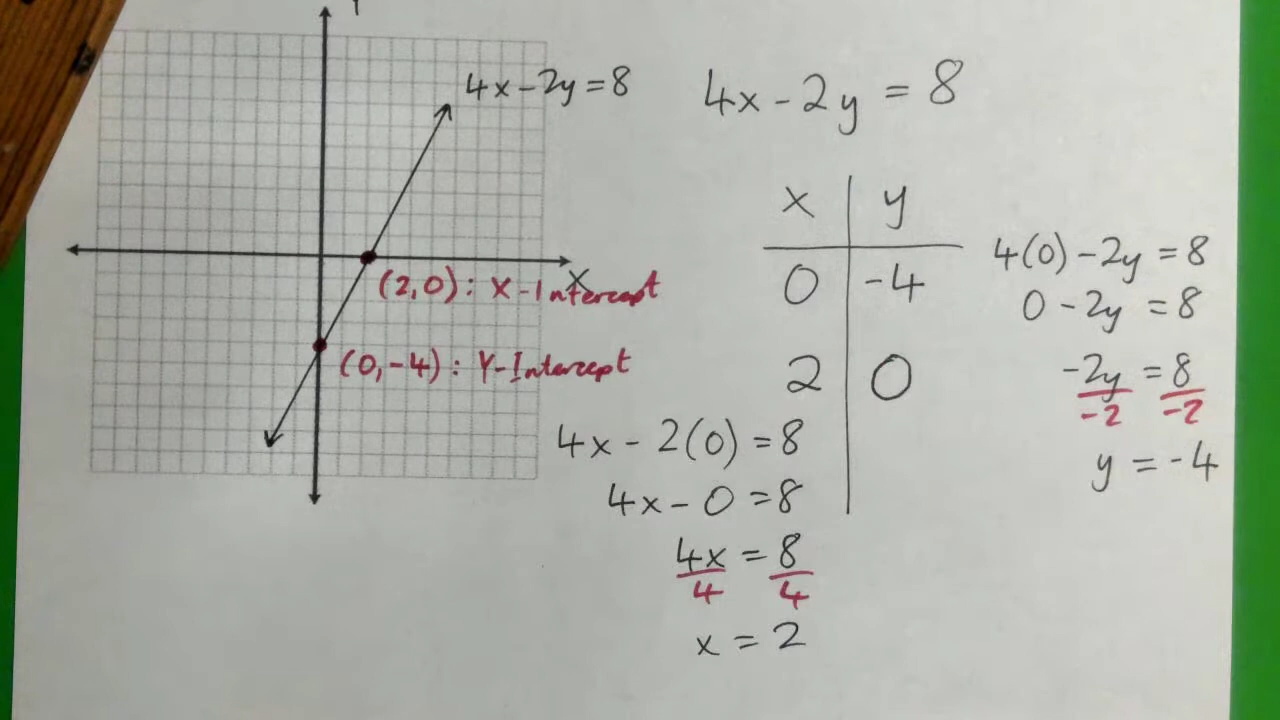 4x-2y=8
x
(2,0): X-Intercept
(0,-4): Y-Intercept
4x-2y = 8
x y
0 -4
2 0
4(0)-2y = 8
0-2y = 8
-2y = 8
-2 -2
y = -4
4x-2(0) = 8
4x-0 = 8
4x = 8
4 4
x = 2